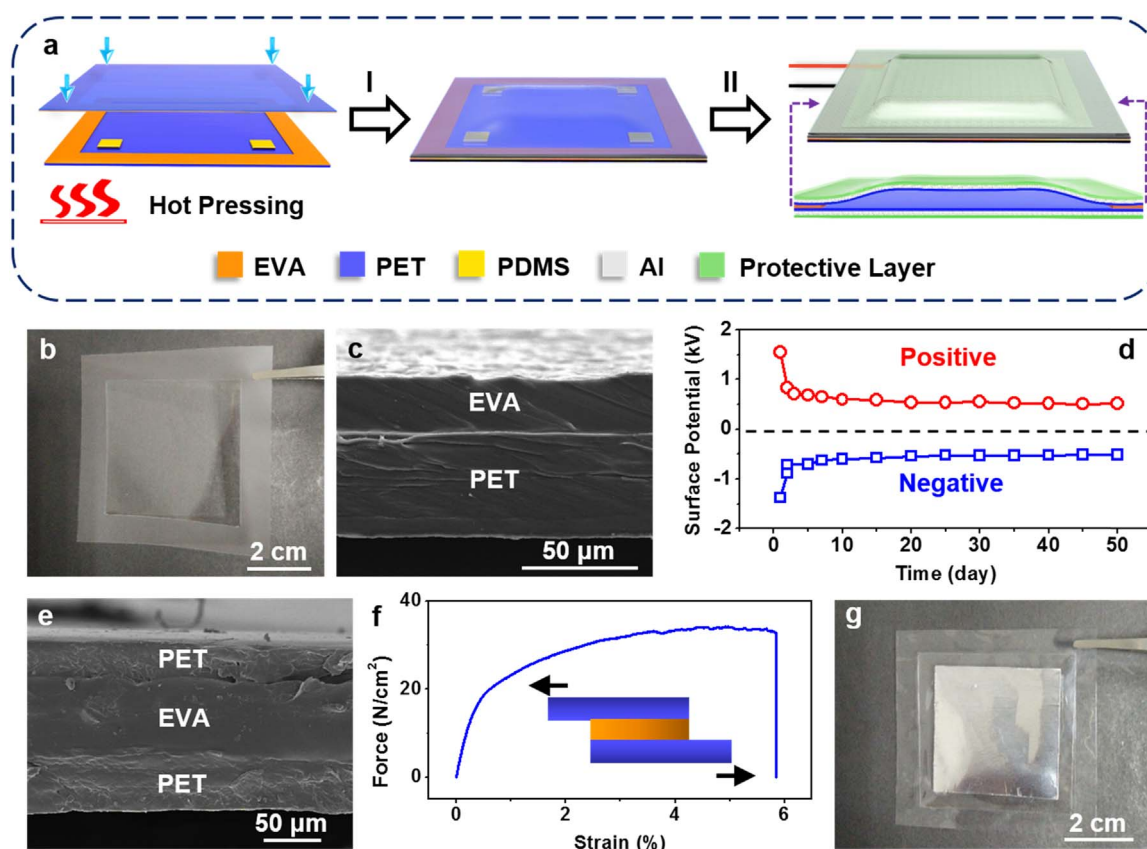 a
I
II
Hot Pressing
EVA
PET
PDMS
Al
Protective Layer
b
2 cm
c
EVA
PET
50 µm
d
Surface Potential (kV)
2
1
0
-1
-2
Positive
Negative
0
10
20
30
40
50
Time (day)
e
PET
EVA
PET
50 µm
f
Force (N/cm²)
40
20
0
0
2
4
6
Strain (%)
g
2 cm